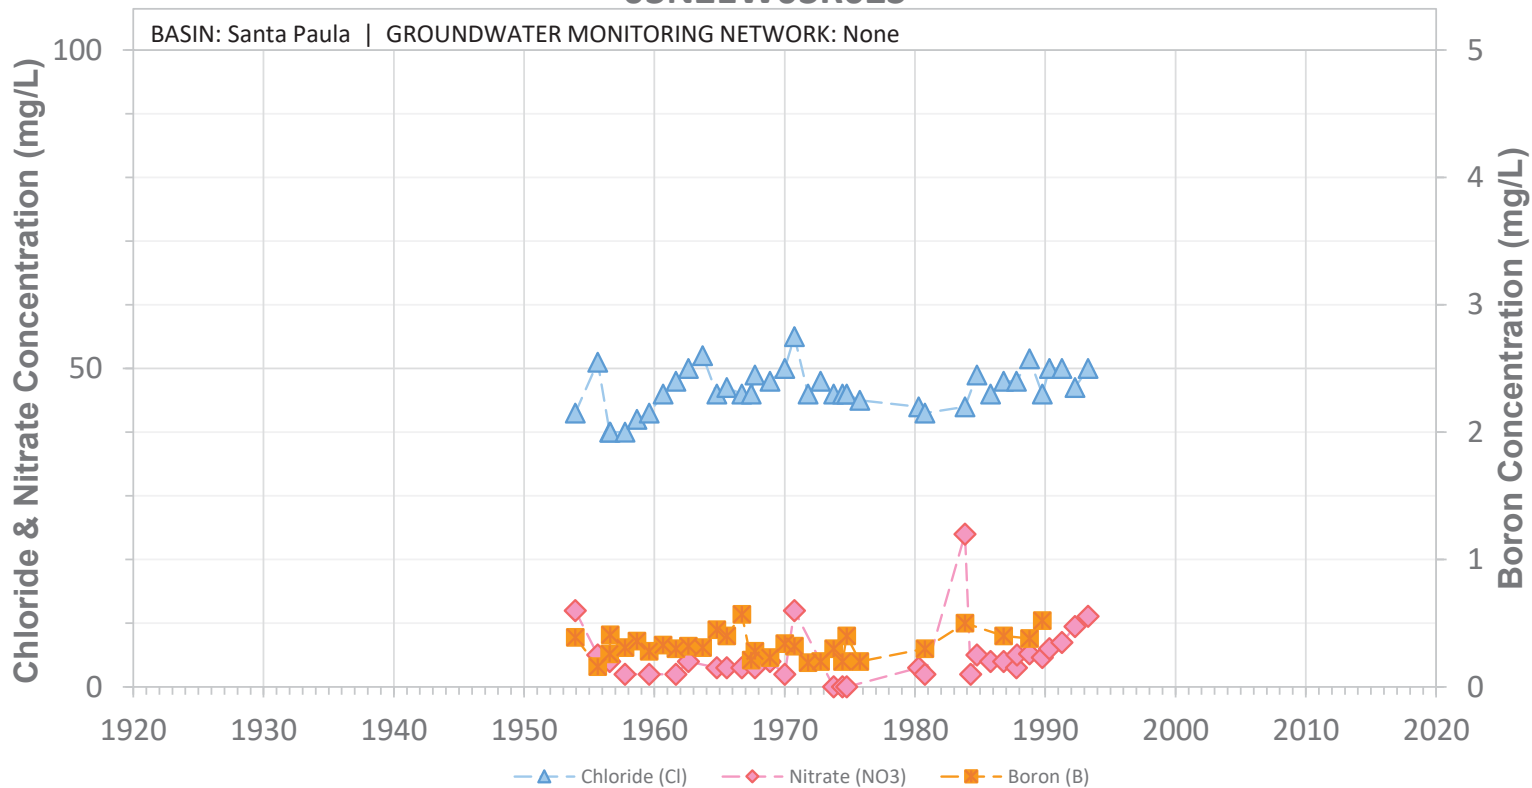 BASIN: Santa Paula | GROUNDWATER MONITORING NETWORK: None
Chloride & Nitrate Concentration (mg/L)
100
50
0
5
4
3
2
1
0
Boron Concentration (mg/L)
1920 1930 1940 1950 1960 1970 1980 1990 2000 2010 2020
Chloride (Cl) Nitrate (NO3) Boron (B)